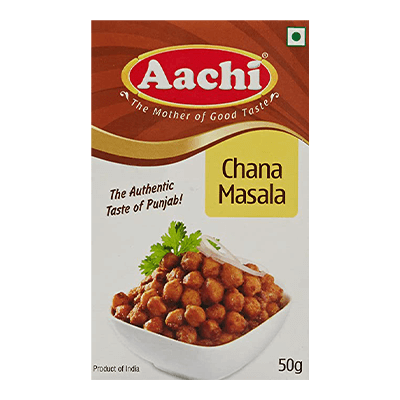 Aachi®
The Mother of Good Taste
Chana
Masala
The Authentic
Taste of Punjab!
Product of India
50g